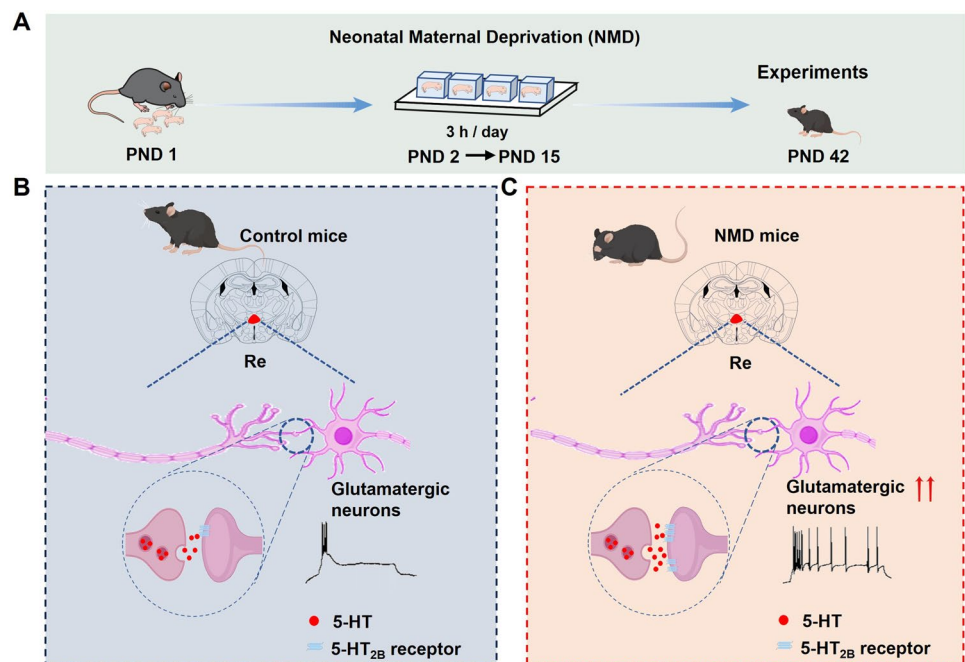 A
Neonatal Maternal Deprivation (NMD)
Experiments
3 h / day
PND 1
PND 2 → PND 15
PND 42
B
Control mice
Re
Glutamatergic
neurons
5-HT
5-HT2B receptor
C
NMD mice
Re
Glutamatergic ↑↑
neurons
5-HT
5-HT2B receptor